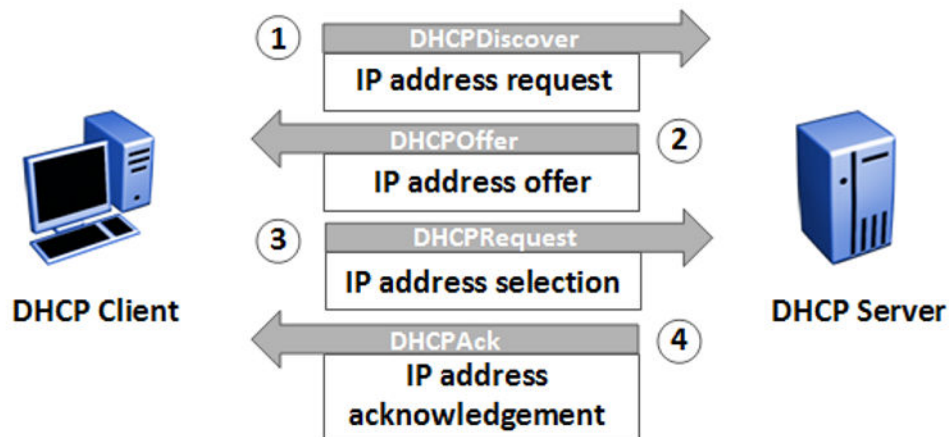 1
DHCPDiscover
IP address request
DHCPOffer
2
IP address offer
3
DHCPRequest
IP address selection
DHCP Client
DHCP Server
DHCPAck
4
IP address
acknowledgement